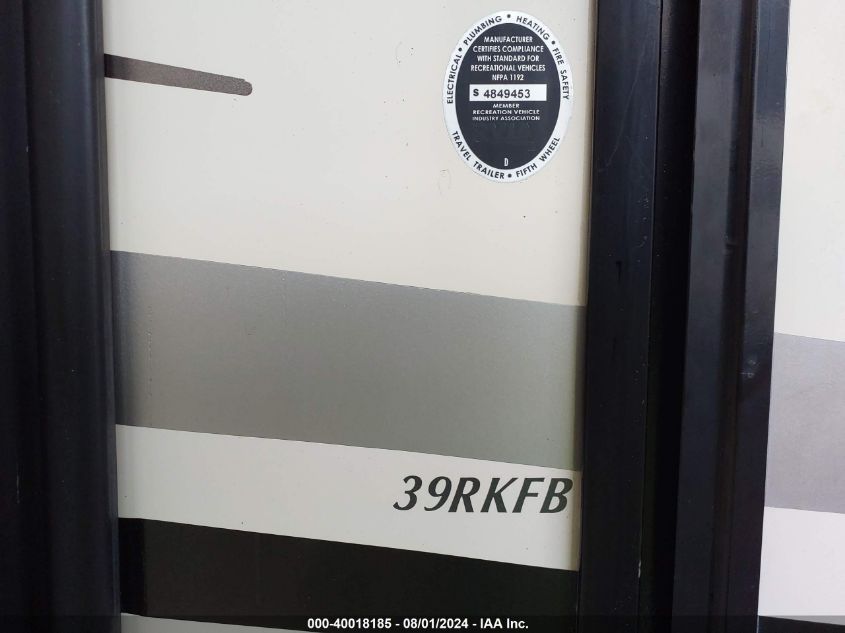 ELECTRICAL • PLUMBING • HEATING • FIRE SAFETY
MANUFACTURER
CERTIFIES COMPLIANCE
WITH STANDARD FOR
RECREATIONAL VEHICLES
NFPA 1192
S 4849453
MEMBER
RECREATION VEHICLE
INDUSTRY ASSOCIATION
D
TRAVEL TRAILER • FIFTH WHEEL
39RKFB
000-40018185 - 08/01/2024 - IAA Inc.